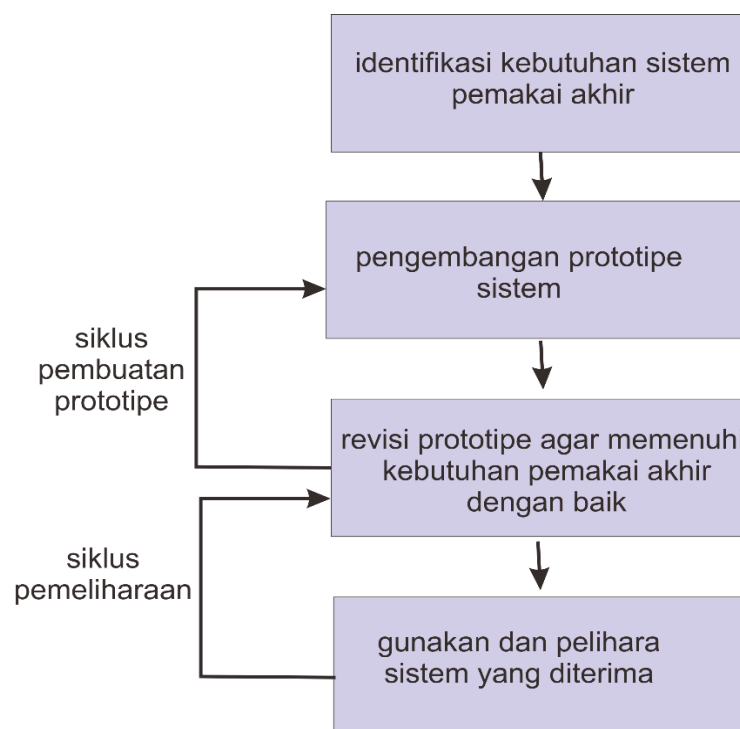 identifikasi kebutuhan sistem
pemakai akhir
pengembangan prototipe
sistem
siklus
pembuatan
prototipe
revisi prototipe agar memenuhi
kebutuhan pemakai akhir
dengan baik
siklus
pemeliharaan
gunakan dan pelihara
sistem yang diterima